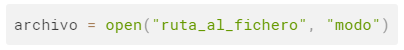 archivo = open("ruta_al_fichero", "modo")